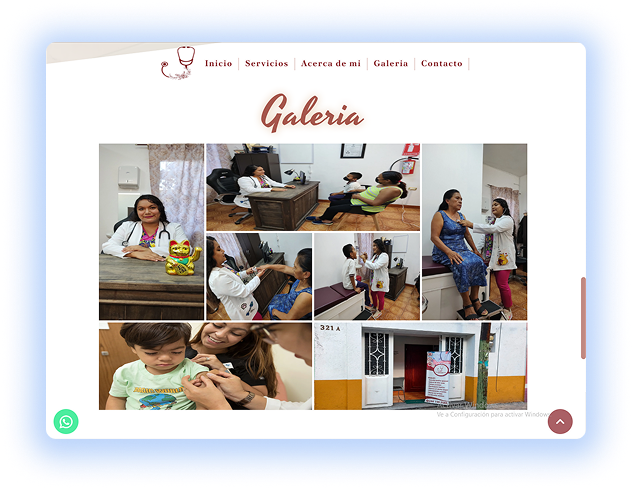 Inicio
Servicios
Acerca de mi
Galeria
Contacto
Galeria
321 A
Activar Windows
Ve a Configuración para activar Windows